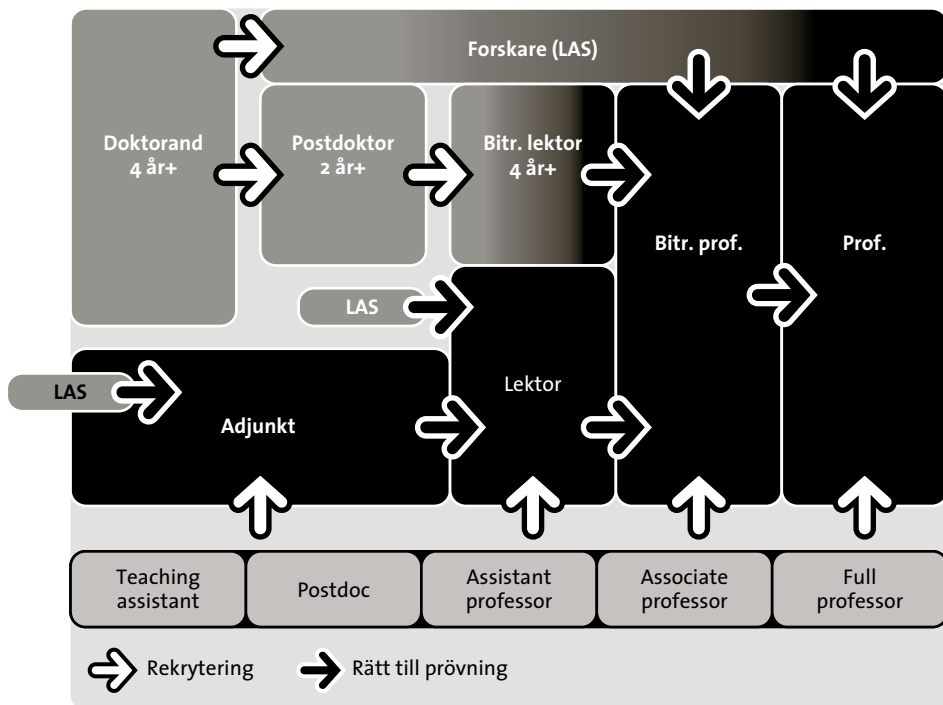 Forskare (LAS)
Doktorand
4 år+
Postdoktor
2 år+
Bitr. lektor
4 år+
Bitr. prof.
Prof.
LAS
Lektor
LAS
Adjunkt
Teaching
assistant
Postdoc
Assistant
professor
Associate
professor
Full
professor
Rekrytering
Rätt till prövning